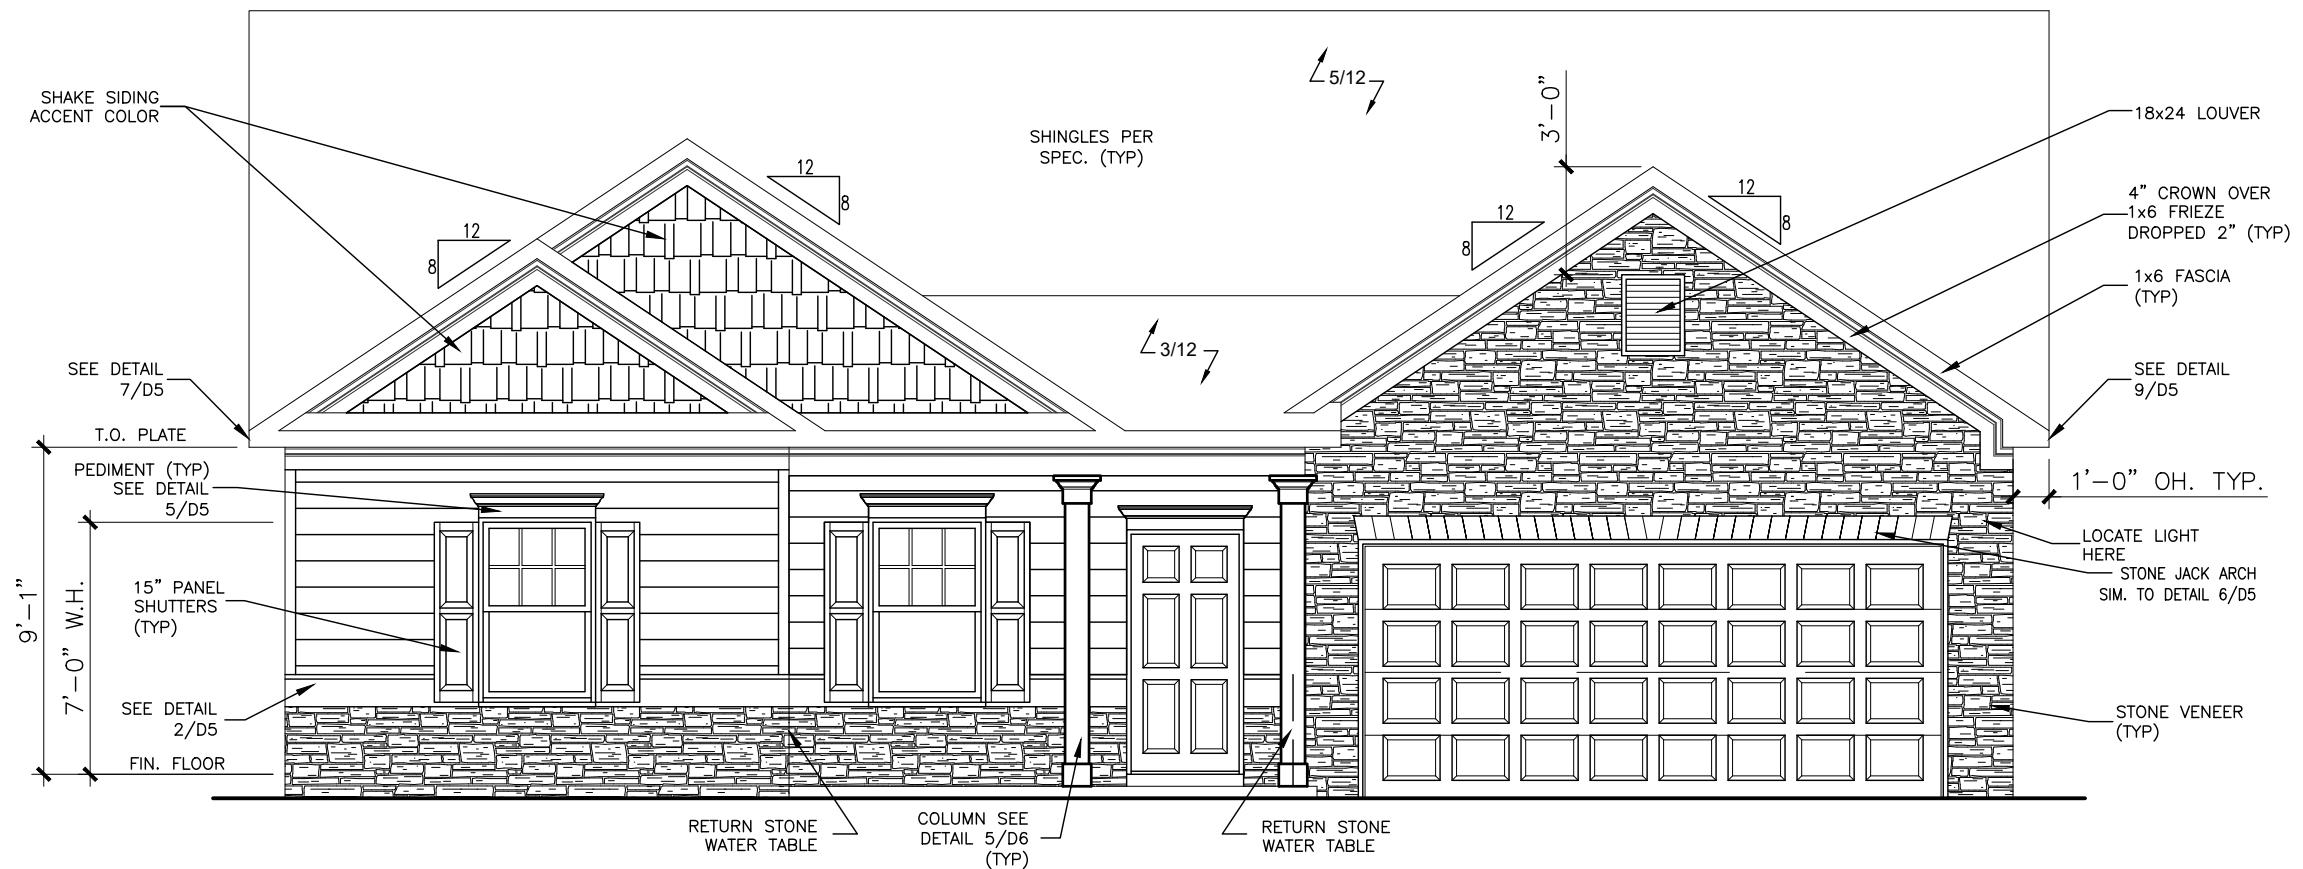 SHAKE SIDING
ACCENT COLOR
12
8
12
8
SHINGLES PER
SPEC. (TYP)
5/12
3/12
3'-0"
12
8
12
8
18x24 LOUVER
4" CROWN OVER
1x6 FRIEZE
DROPPED 2" (TYP)
1x6 FASCIA
(TYP)
SEE DETAIL
7/D5
SEE DETAIL
9/D5
T.O. PLATE
PEDIMENT (TYP)
SEE DETAIL
5/D5
1'-0" OH. TYP.
LOCATE LIGHT
HERE
STONE JACK ARCH
SIM. TO DETAIL 6/D5
9'-1"
7'-0" W.H.
15" PANEL
SHUTTERS
(TYP)
SEE DETAIL
2/D5
STONE VENEER
(TYP)
FIN. FLOOR
RETURN STONE
WATER TABLE
COLUMN SEE
DETAIL 5/D6
(TYP)
RETURN STONE
WATER TABLE